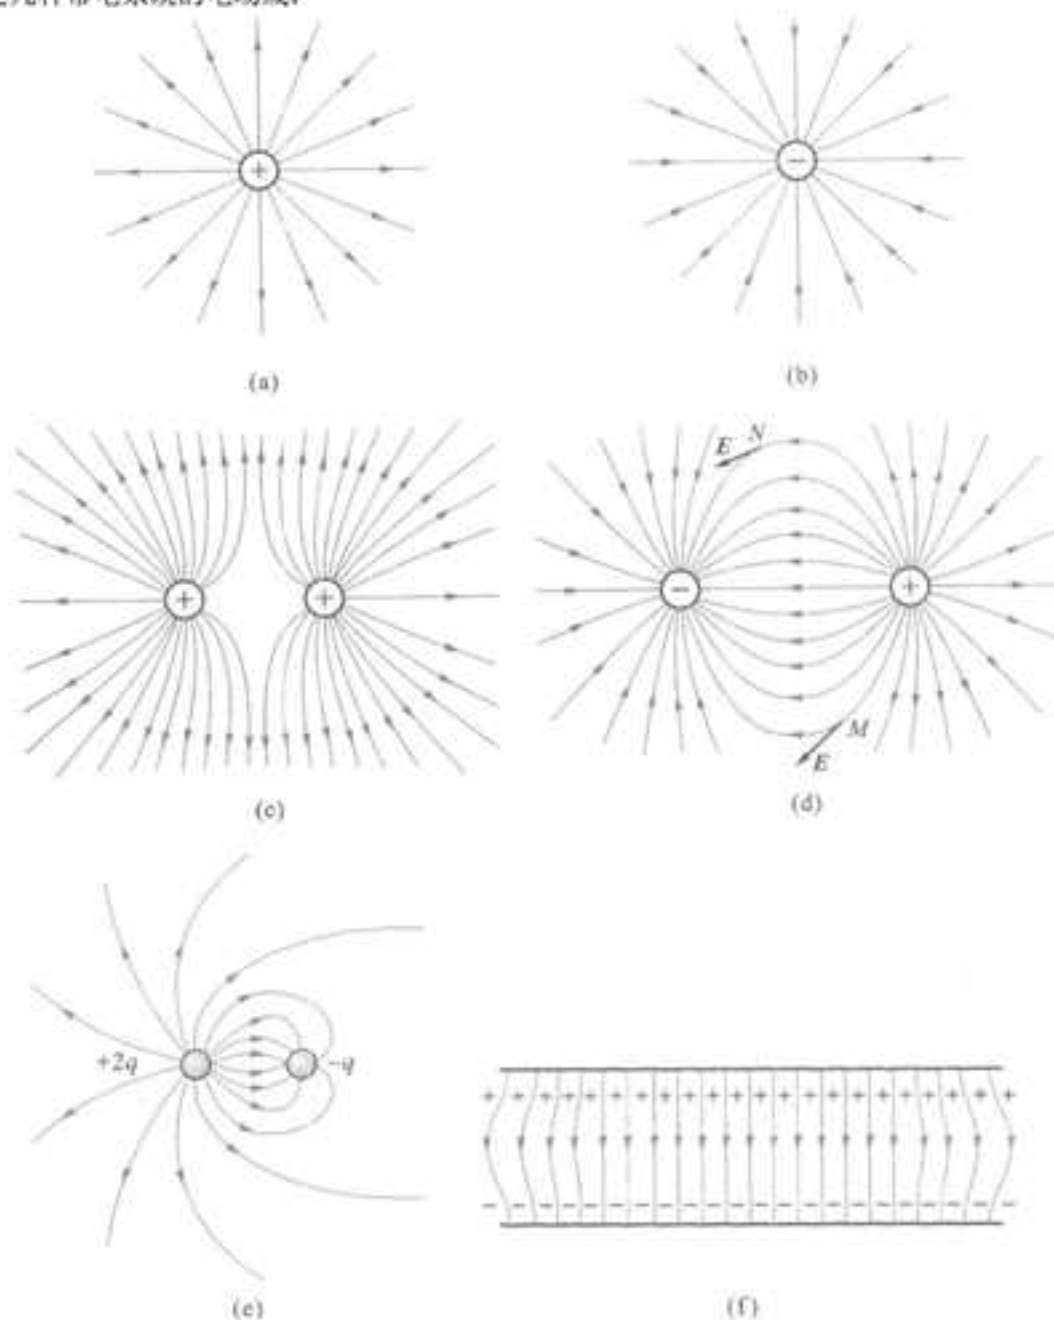 (a)
(b)
E N
M
E
(c)
(d)
+2q
-q
+ + + + + + + + + + + + + + + + + + +
- - - - - - - - - - - - - - - - - - -
(e)
(f)